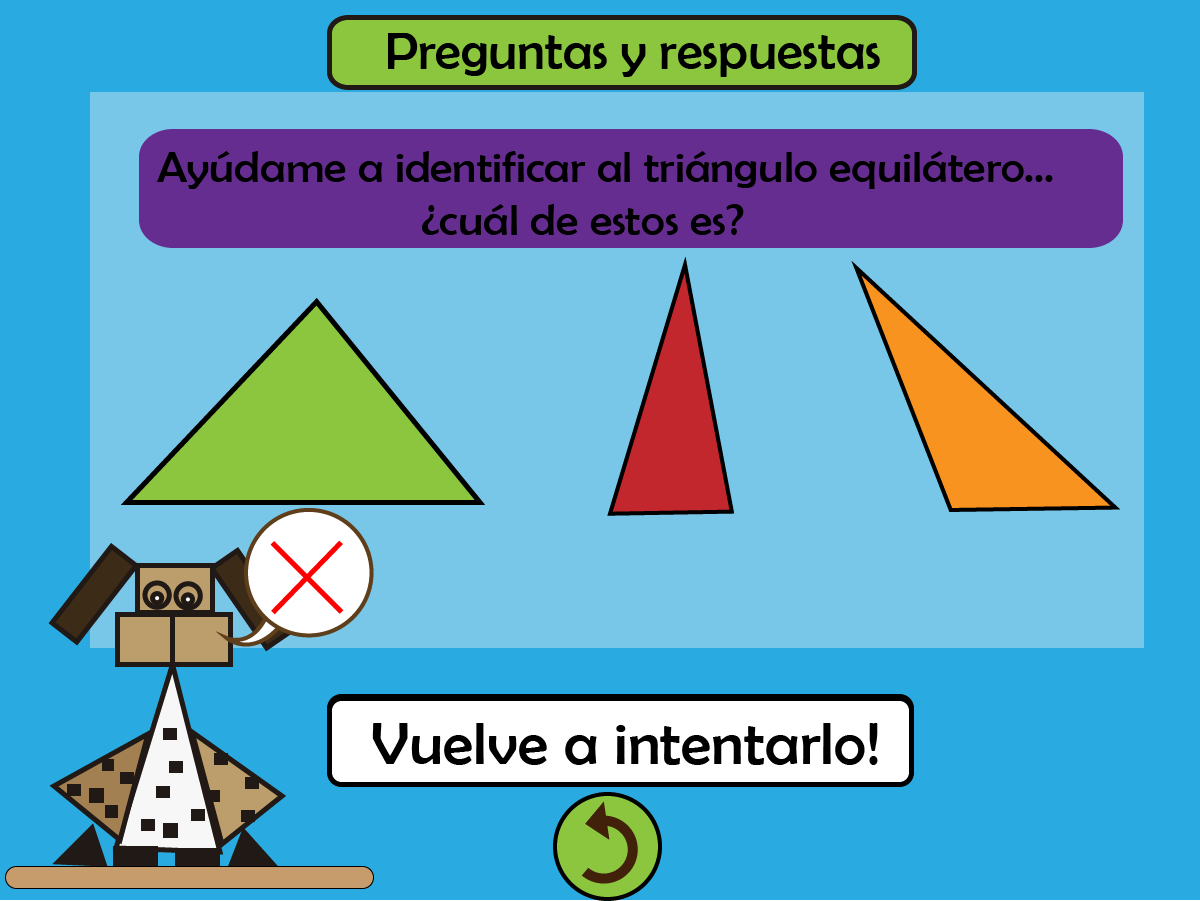 Preguntas y respuestas
Ayúdame a identificar al triángulo equilátero...
¿cuál de estos es?
Vuelve a intentarlo!